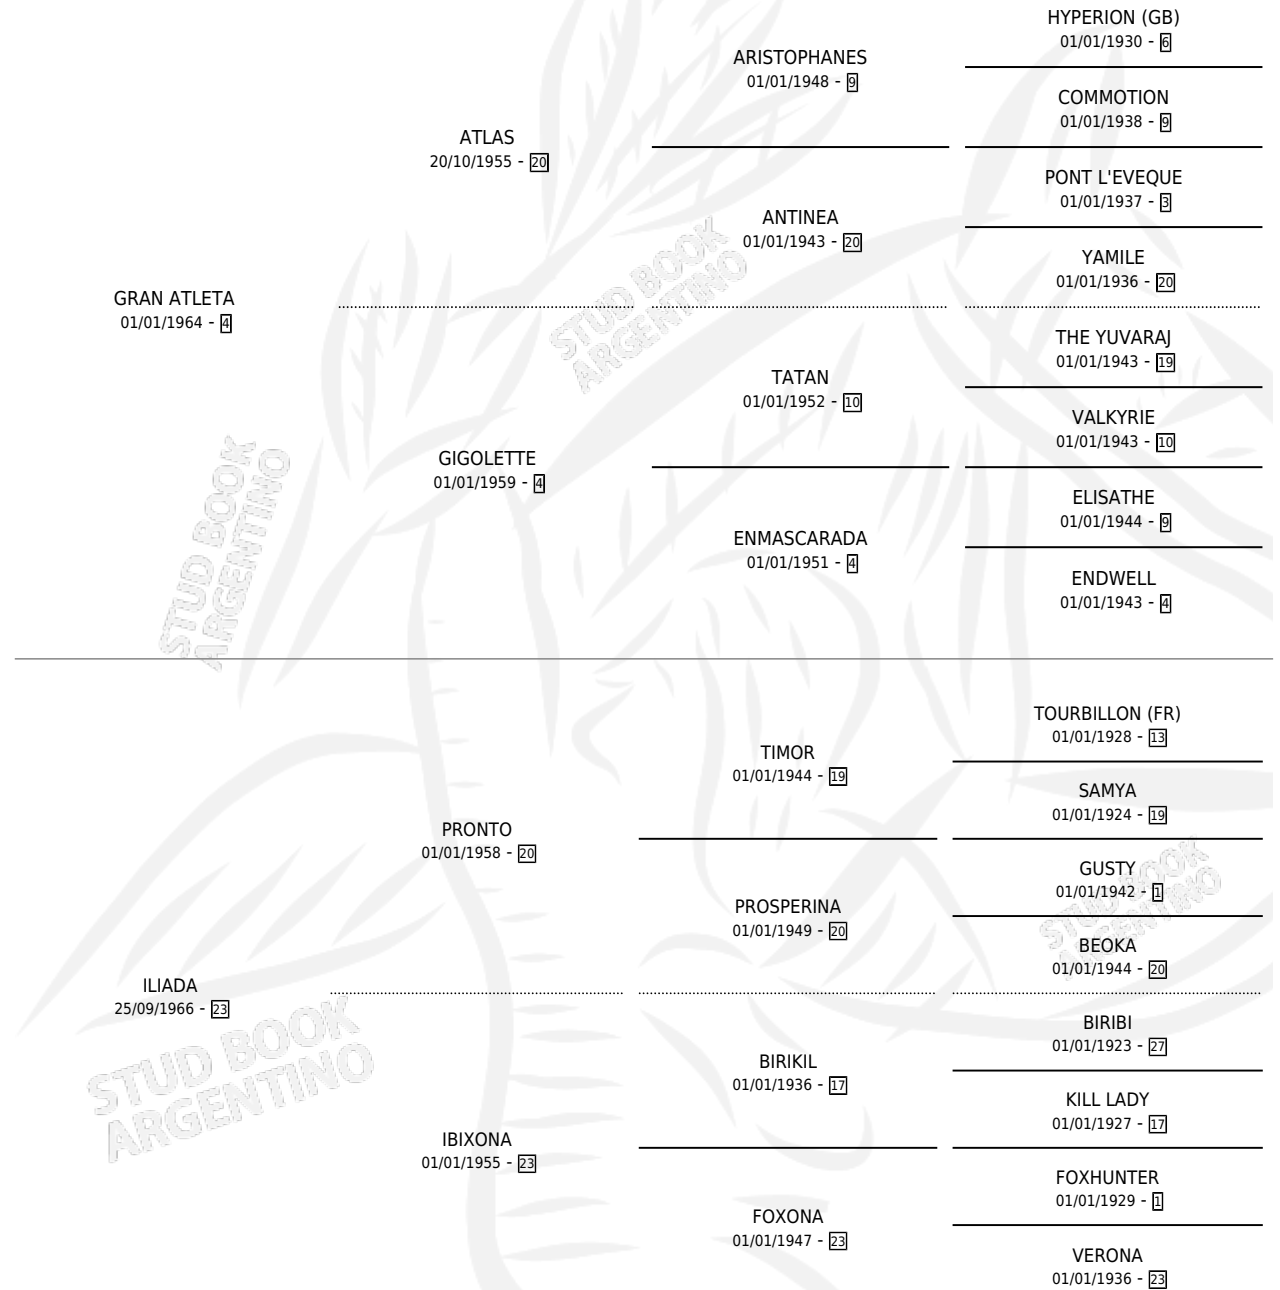 HYPERION (GB)
01/01/1930 - 6
ARISTOPHANES
01/01/1948 - 9
COMMOTION
01/01/1938 - 9
ATLAS
20/10/1955 - 20
PONT L'EVEQUE
01/01/1937 - 3
ANTINEA
01/01/1943 - 20
YAMILE
01/01/1936 - 20
GRAN ATLETA
01/01/1964 - 4
STUD BOOK
ARGENTINO
THE YUVARAJ
01/01/1943 - 19
TATAN
01/01/1952 - 10
VALKYRIE
01/01/1943 - 10
GIGOLETTE
01/01/1959 - 4
ELISATHE
01/01/1944 - 9
ENMASCARADA
01/01/1951 - 4
ENDWELL
01/01/1943 - 4
STUD BOOK
ARGENTINO
TOURBILLON (FR)
01/01/1928 - 13
TIMOR
01/01/1944 - 19
SAMYA
01/01/1924 - 19
PRONTO
01/01/1958 - 20
GUSTY
01/01/1942 - 1
PROSPERINA
01/01/1949 - 20
STUD BOOK
ARGENTINO
BEOKA
01/01/1944 - 20
ILIADA
25/09/1966 - 23
STUD BOOK
ARGENTINO
BIRIBI
01/01/1923 - 27
BIRIKIL
01/01/1936 - 17
KILL LADY
01/01/1927 - 17
IBIXONA
01/01/1955 - 23
FOXHUNTER
01/01/1929 - 1
FOXONA
01/01/1947 - 23
VERONA
01/01/1936 - 23